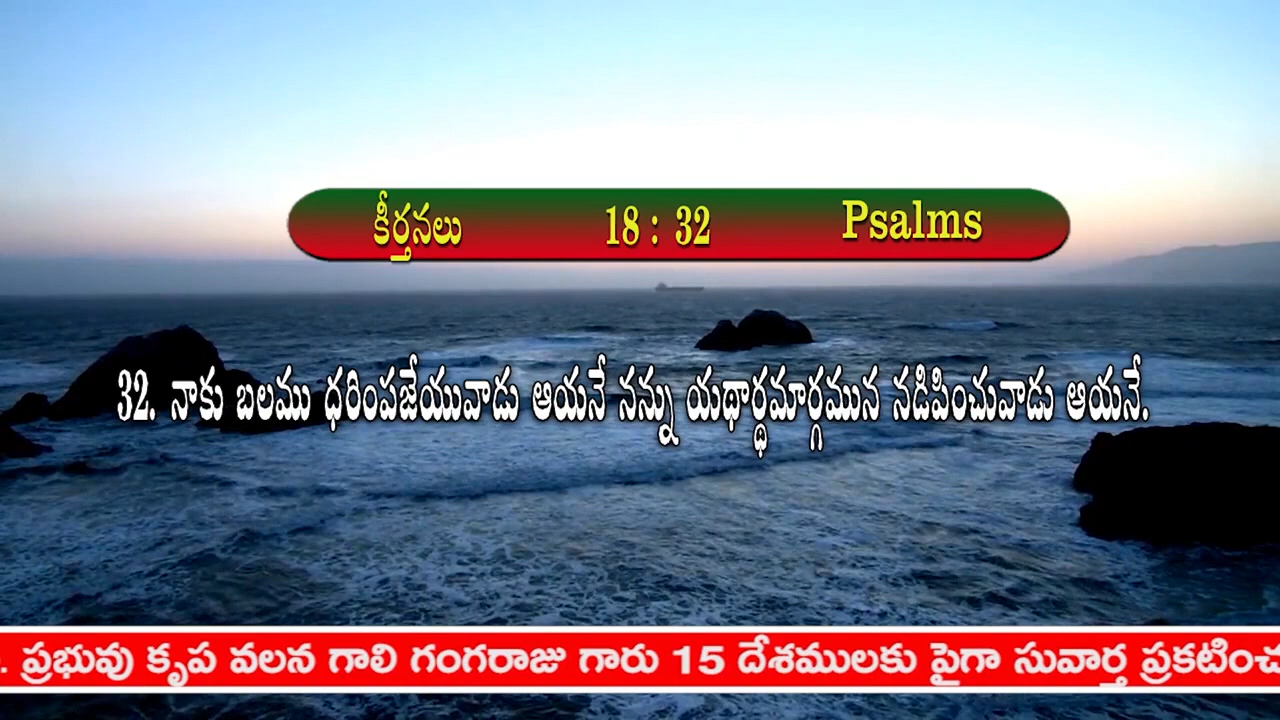 కీర్తనలు 18 : 32 Psalms
32. నాకు బలము ధరింపజేయువాడు ఆయనే నన్ను యథార్థమార్గమున నడిపించువాడు ఆయనే.
. ప్రభువు కృప వలన గాలి గంగరాజు గారు 15 దేశములకు పైగా సువార్త ప్రకటించ